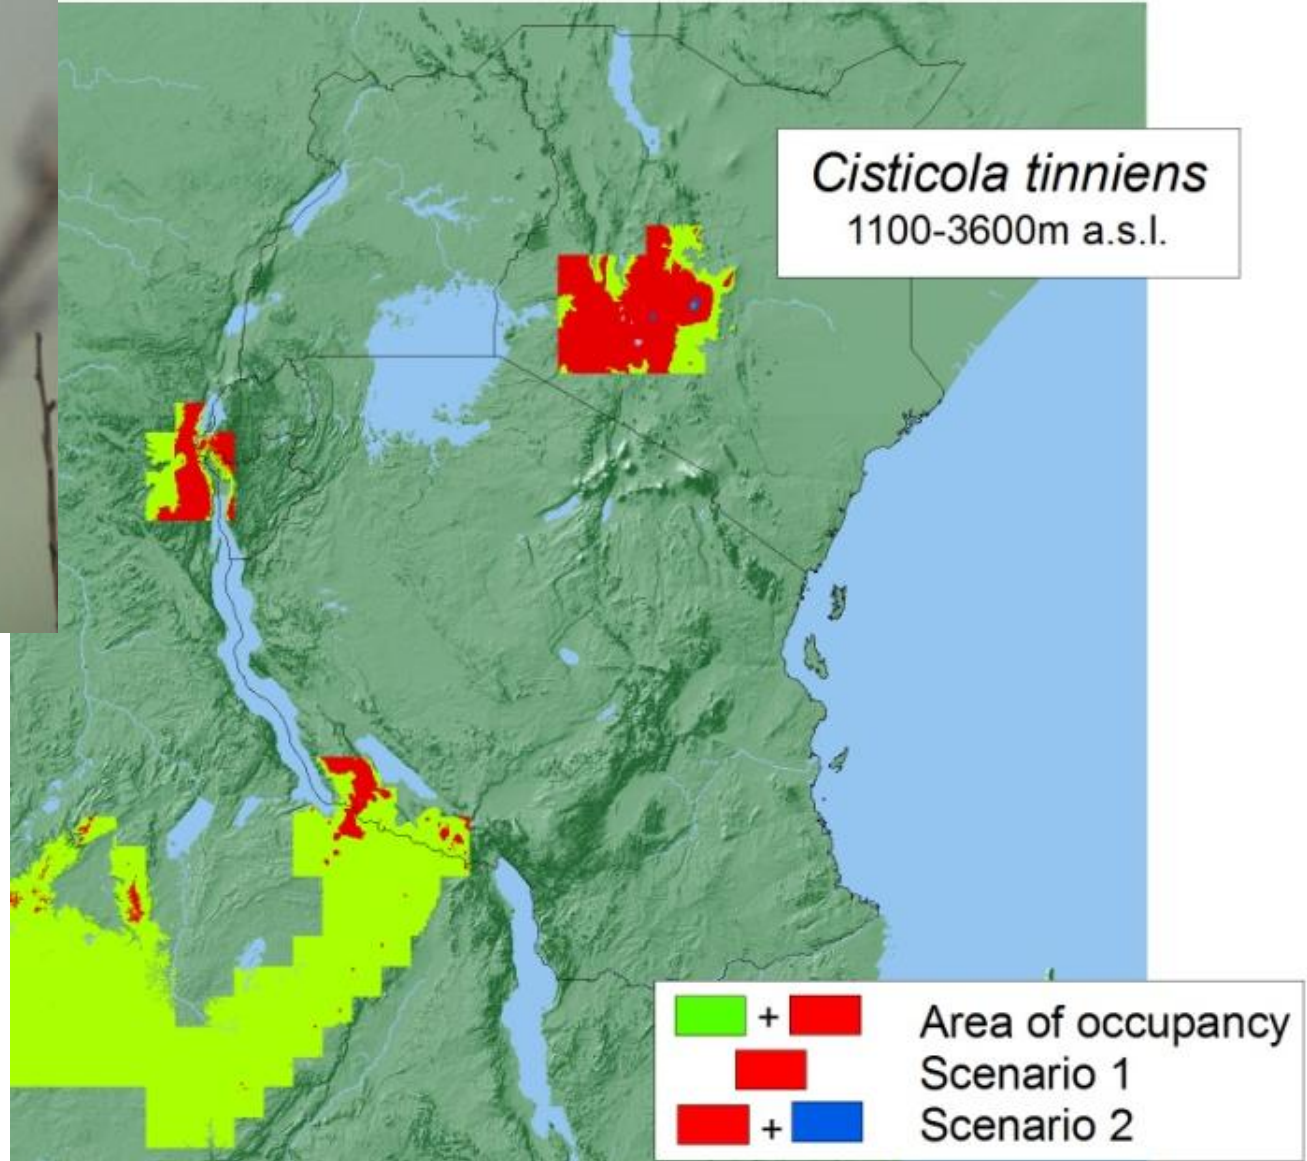 Cisticola tinniens
1100-3600m a.s.l.
+ Area of occupancy
Scenario 1
+ Scenario 2